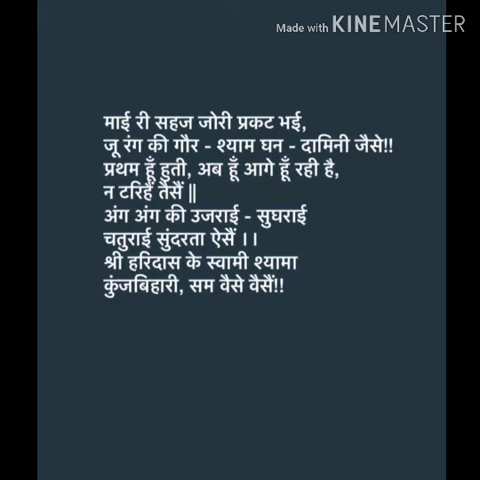 Made with KINEMASTER
माई री सहज जोरी प्रकट भई,
जू रंग की गौर - श्याम घन - दामिनी जैसे!!
प्रथम हूँ हुती, अब हूँ आगे हूँ रही है,
न टरिहैं तैसैं ||
अंग अंग की उजराई - सुघराई
चतुराई सुंदरता ऐसैं ।।
श्री हरिदास के स्वामी श्यामा
कुंजबिहारी, सम वैसे वैसैं!!